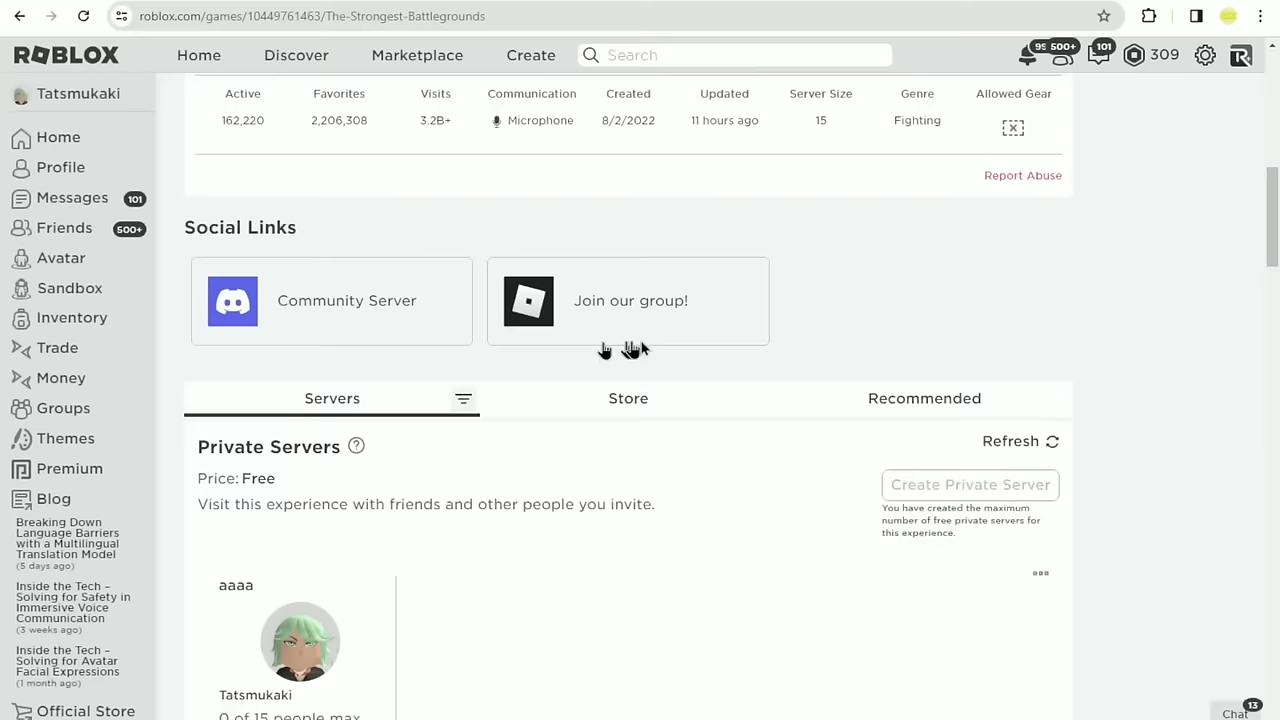 roblox.com/games/10449761463/The-Strongest-Battlegrounds
ROBLOX Home Discover Marketplace Create Search 500+ 101 309
Tatsmukaki
Home
Profile
Messages 101
Friends 500+
Avatar
Sandbox
Inventory
Trade
Money
Groups
Themes
Premium
Blog
Breaking Down
Language Barriers
with a Multilingual
Translation Model
(5 days ago)
Inside the Tech –
Solving for Safety in
Immersive Voice
Communication
(3 weeks ago)
Inside the Tech –
Solving for Avatar
Facial Expressions
(1 month ago)
Official Store
Active Favorites Visits Communication Created Updated Server Size Genre Allowed Gear
162,220 2,206,308 3.2B+ Microphone 8/2/2022 11 hours ago 15 Fighting
Report Abuse
Social Links
Community Server Join our group!
Servers Store Recommended
Private Servers ?
Refresh
Price: Free
Create Private Server
Visit this experience with friends and other people you invite.
You have created the maximum
number of free private servers for
this experience.
aaaa
Tatsmukaki
0 of 15 people max
Chat 13